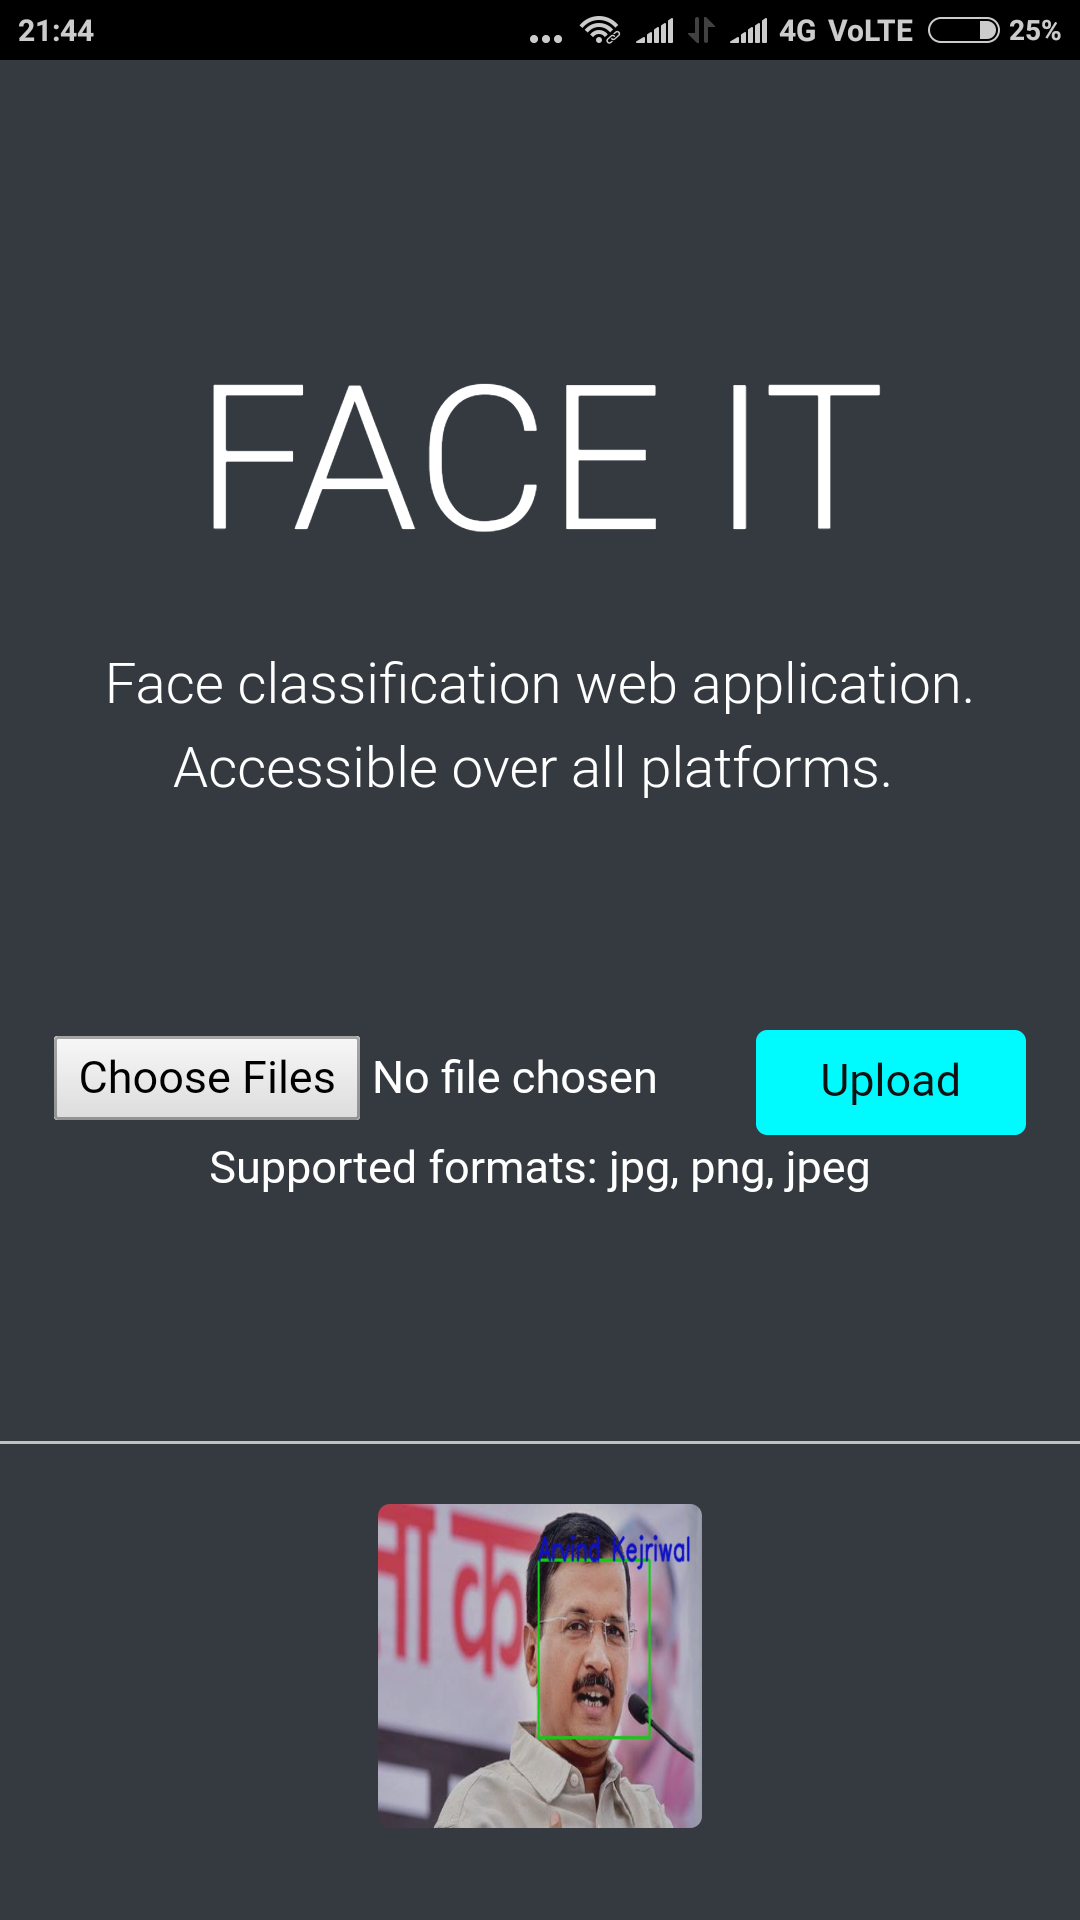 21:44 ... 4G VoLTE 25%
FACE IT
Face classification web application.
Accessible over all platforms.
Choose Files No file chosen Upload
Supported formats: jpg, png, jpeg
Arvind Kejriwal